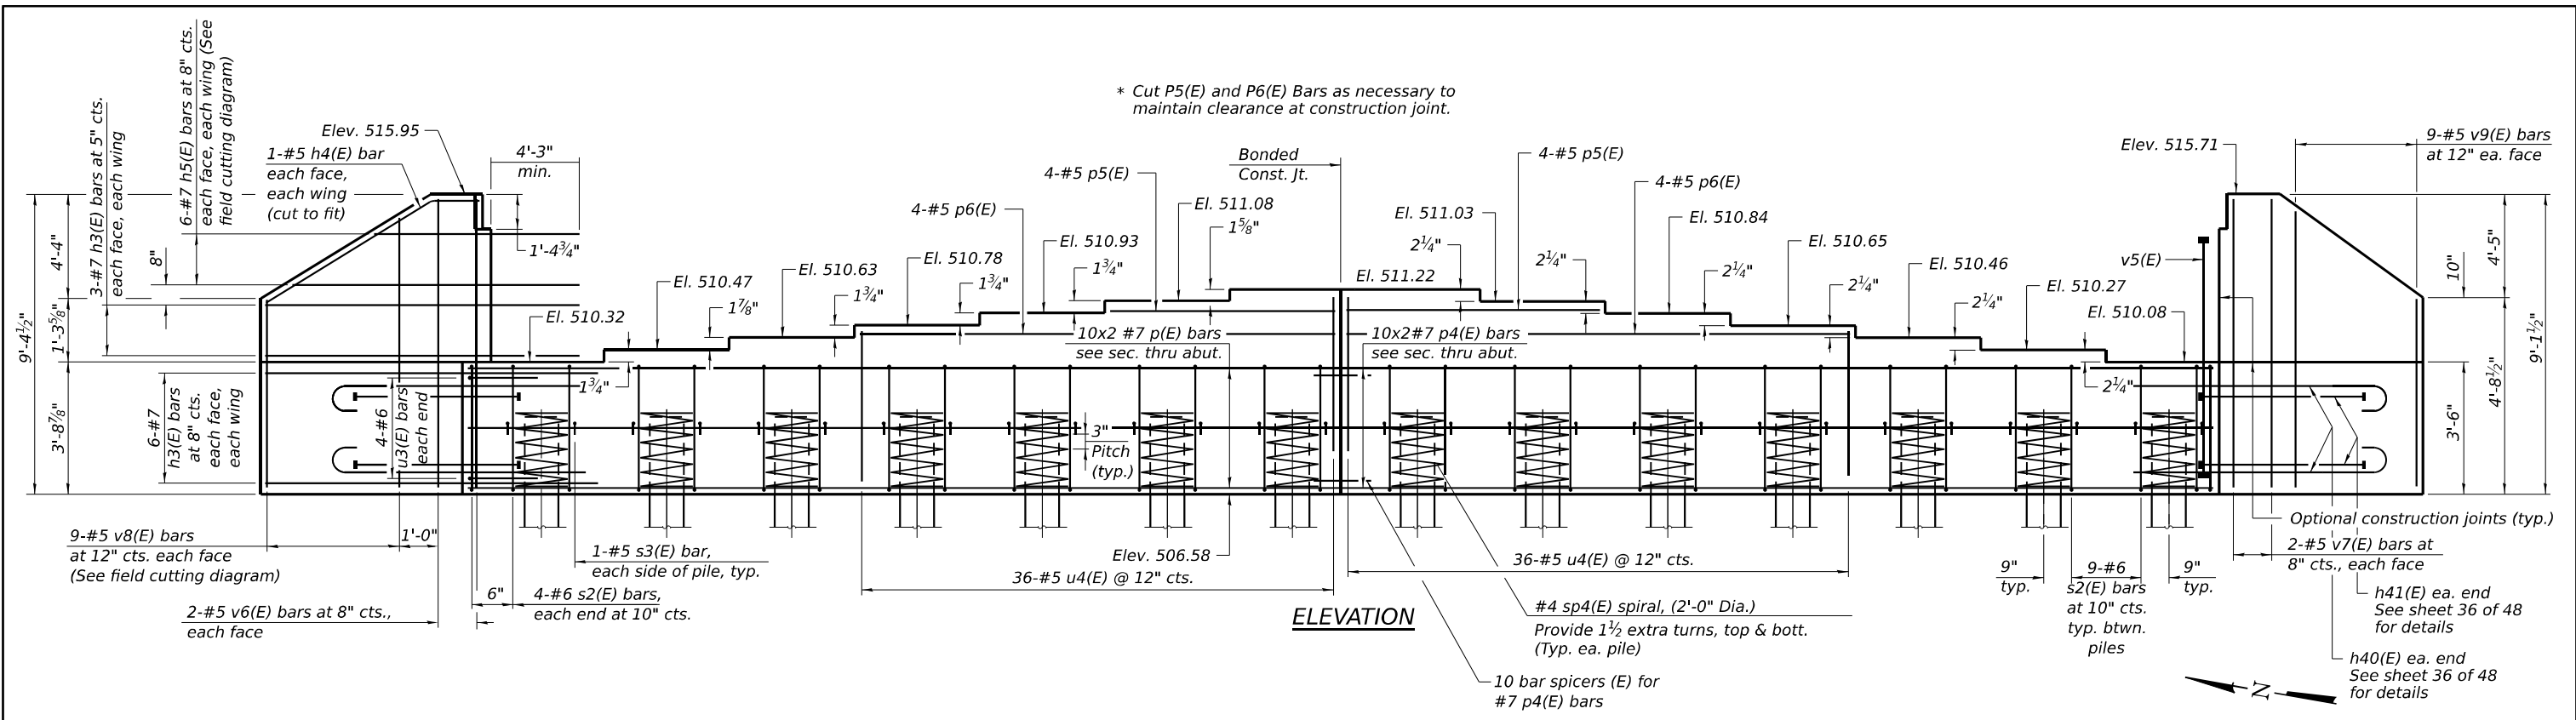 * Cut P5(E) and P6(E) Bars as necessary to
maintain clearance at construction joint.
6-#7 h5(E) bars at 8" cts.
each face, each wing (See
field cutting diagram)
3-#7 h3(E) bars at 5" cts.
each face, each wing
Elev. 515.95
1-#5 h4(E) bar
each face,
each wing
(cut to fit)
4'-3"
min.
1'-4¾"
9'-4½"
4'-4"
8"
1'-3⅝"
3'-8⅞"
El. 510.32
El. 510.47
1⅞"
El. 510.63
1¾"
El. 510.78
1¾"
El. 510.93
1¾"
El. 511.08
1⅝"
1¾"
4-#5 p6(E)
4-#5 p5(E)
Bonded
Const. Jt.
4-#5 p5(E)
4-#5 p6(E)
El. 511.22
2¼"
El. 511.03
2¼"
El. 510.84
2¼"
El. 510.65
2¼"
El. 510.46
2¼"
El. 510.27
El. 510.08
2¼"
10x2 #7 p(E) bars
see sec. thru abut.
10x2#7 p4(E) bars
see sec. thru abut.
Elev. 515.71
v5(E)
9-#5 v9(E) bars
at 12" ea. face
10"
4'-5"
4'-8½"
3'-6"
9'-1½"
6-#7
h3(E) bars
at 8" cts.
each face,
each wing
4-#6
u3(E) bars
each end
3"
Pitch
(typ.)
9-#5 v8(E) bars
at 12" cts. each face
(See field cutting diagram)
1'-0"
2-#5 v6(E) bars at 8" cts.,
each face
6"
4-#6 s2(E) bars,
each end at 10" cts.
1-#5 s3(E) bar,
each side of pile, typ.
Elev. 506.58
36-#5 u4(E) @ 12" cts.
36-#5 u4(E) @ 12" cts.
ELEVATION
#4 sp4(E) spiral, (2'-0" Dia.)
Provide 1½ extra turns, top & bott.
(Typ. ea. pile)
10 bar spicers (E) for
#7 p4(E) bars
9"
typ.
9-#6
s2(E) bars
at 10" cts.
typ. btwn.
piles
9"
typ.
Optional construction joints (typ.)
2-#5 v7(E) bars at
8" cts., each face
h41(E) ea. end
See sheet 36 of 48
for details
h40(E) ea. end
See sheet 36 of 48
for details
N